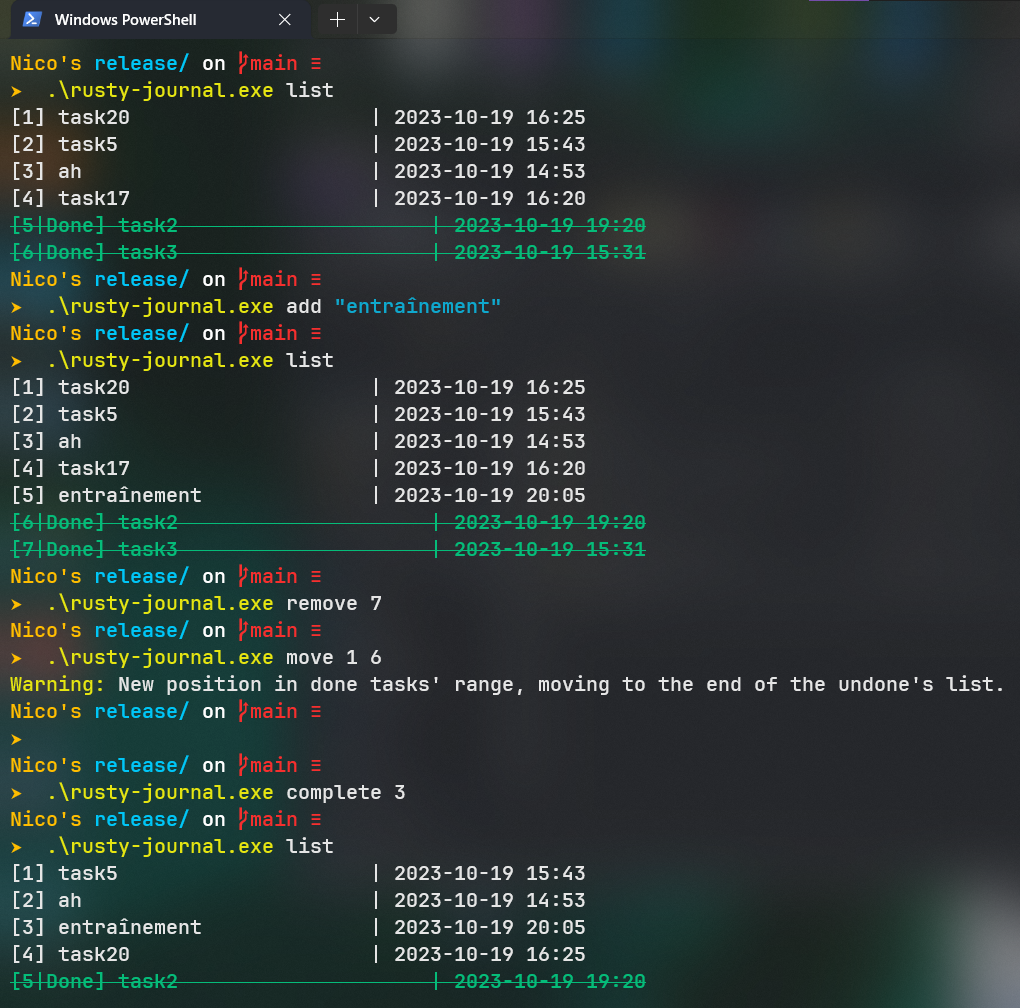 Windows PowerShell
Nico's release/ on main ≡
➤ .\rusty-journal.exe list
[1] task20 | 2023-10-19 16:25
[2] task5 | 2023-10-19 15:43
[3] ah | 2023-10-19 14:53
[4] task17 | 2023-10-19 16:20
[5|Done] task2 | 2023-10-19 19:20
[6|Done] task3 | 2023-10-19 15:31
Nico's release/ on main ≡
➤ .\rusty-journal.exe add "entraînement"
Nico's release/ on main ≡
➤ .\rusty-journal.exe list
[1] task20 | 2023-10-19 16:25
[2] task5 | 2023-10-19 15:43
[3] ah | 2023-10-19 14:53
[4] task17 | 2023-10-19 16:20
[5] entraînement | 2023-10-19 20:05
[6|Done] task2 | 2023-10-19 19:20
[7|Done] task3 | 2023-10-19 15:31
Nico's release/ on main ≡
➤ .\rusty-journal.exe remove 7
Nico's release/ on main ≡
➤ .\rusty-journal.exe move 1 6
Warning: New position in done tasks' range, moving to the end of the undone's list.
Nico's release/ on main ≡
➤
Nico's release/ on main ≡
➤ .\rusty-journal.exe complete 3
Nico's release/ on main ≡
➤ .\rusty-journal.exe list
[1] task5 | 2023-10-19 15:43
[2] ah | 2023-10-19 14:53
[3] entraînement | 2023-10-19 20:05
[4] task20 | 2023-10-19 16:25
[5|Done] task2 | 2023-10-19 19:20